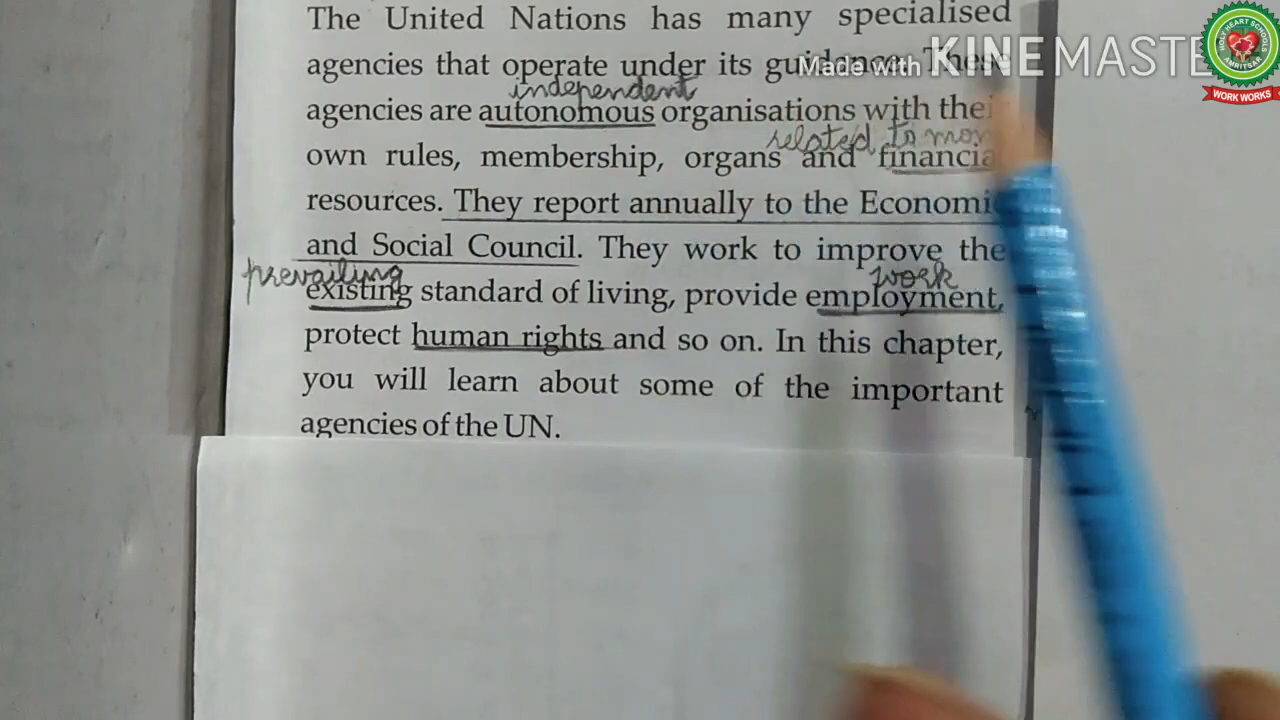 The United Nations has many specialised
agencies that operate under its guidance. These
Made with KINEMASTER
HOLY HEART SCHOOLS
AMRITSAR
WORK WORKS
independent
agencies are autonomous organisations with their
related to
own rules, membership, organs and financial
resources. They report annually to the Economic
and Social Council. They work to improve the
prevailing work
existing standard of living, provide employment,
protect human rights and so on. In this chapter,
you will learn about some of the important
agencies of the UN.